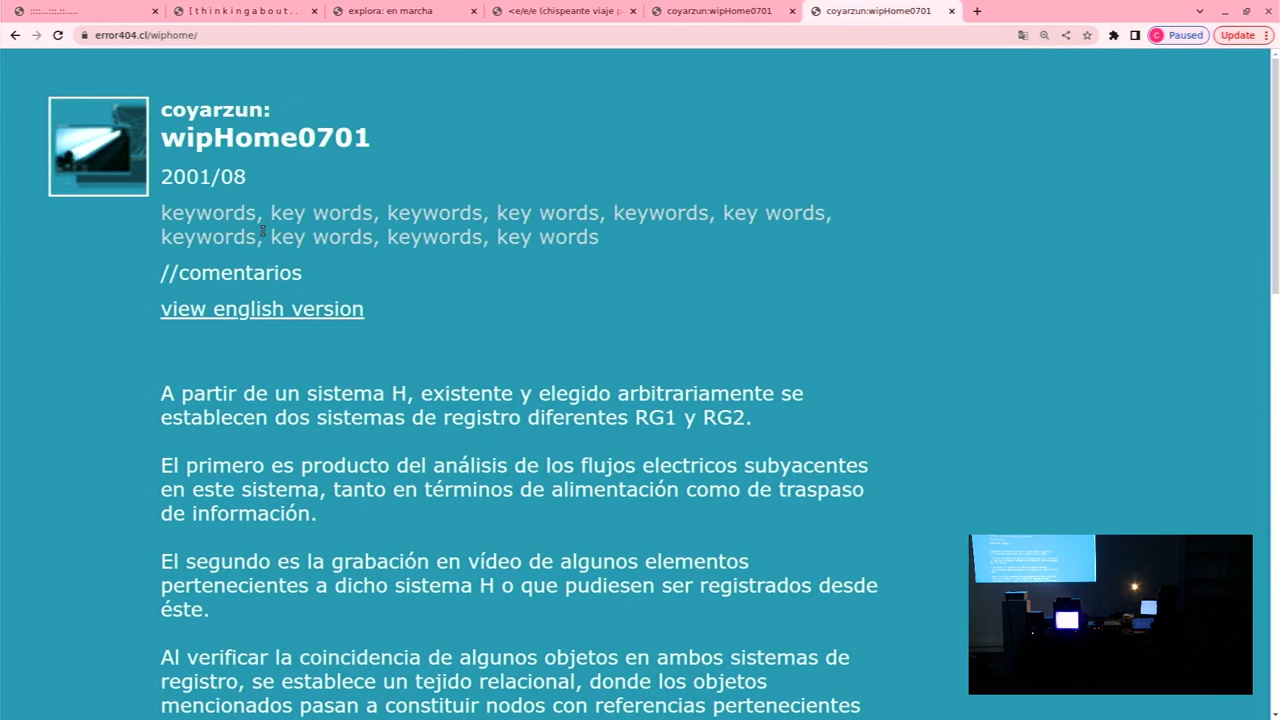 ::::..::::.::......
[ t h i n k i n g a b o u t . . .
explora: en marcha
<e/e/e (chispeante viaje p
coyarzun:wipHome0701
coyarzun:wipHome0701
error404.cl/wiphome/
C Paused
Update
coyarzun:
wipHome0701
2001/08
keywords, key words, keywords, key words, keywords, key words,
keywords, key words, keywords, key words
//comentarios
view english version
A partir de un sistema H, existente y elegido arbitrariamente se
establecen dos sistemas de registro diferentes RG1 y RG2.
El primero es producto del análisis de los flujos electricos subyacentes
en este sistema, tanto en términos de alimentación como de traspaso
de información.
El segundo es la grabación en vídeo de algunos elementos
pertenecientes a dicho sistema H o que pudiesen ser registrados desde
éste.
Al verificar la coincidencia de algunos objetos en ambos sistemas de
registro, se establece un tejido relacional, donde los objetos
mencionados pasan a constituir nodos con referencias pertenecientes